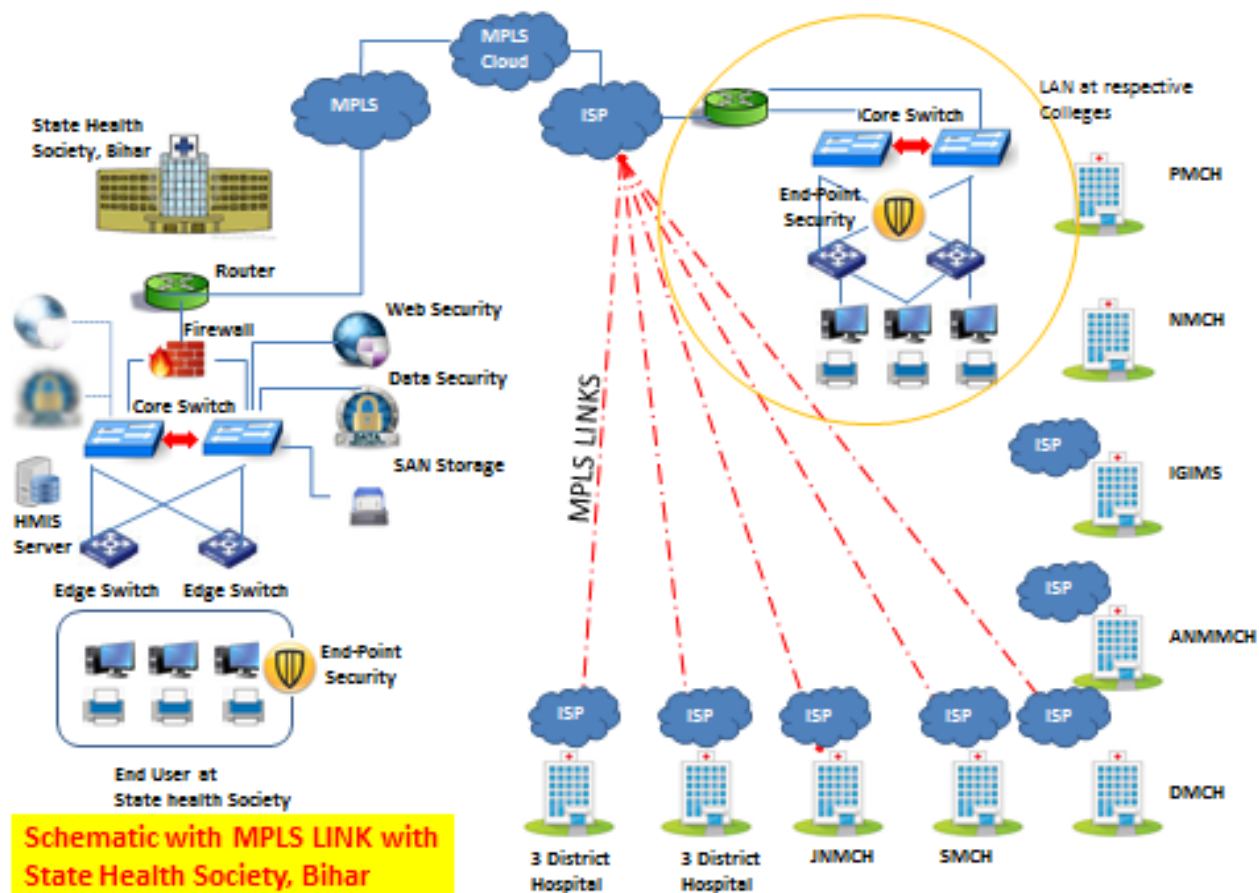 MPLS
Cloud
MPLS
ISP
LAN at respective
Colleges
Core Switch
State Health
Society, Bihar
PMCH
End-Point
Security
Router
Web Security
Firewall
NMCH
Data Security
Core Switch
MPLS LINKS
SAN Storage
ISP
IGIMS
HMIS
Server
Edge Switch
Edge Switch
ISP
ANMMCH
End-Point
Security
ISP
ISP
ISP
ISP
ISP
End User at
State health Society
DMCH
Schematic with MPLS LINK with
State Health Society, Bihar
3 District
Hospital
3 District
Hospital
JNMCH
SMCH